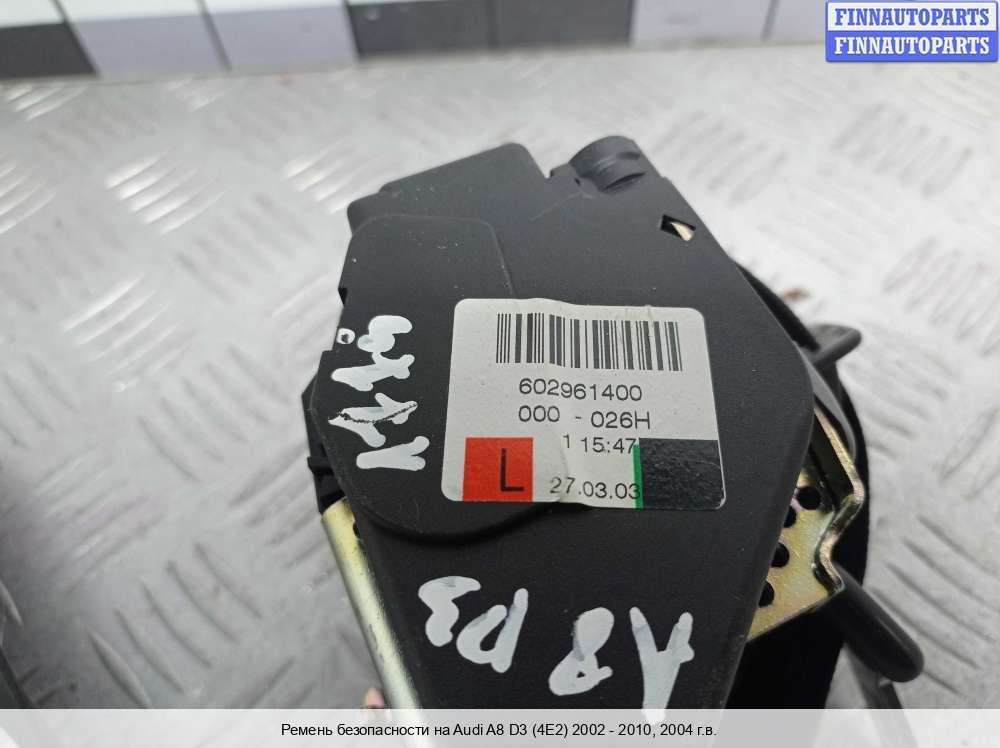 FINNAUTOPARTS
FINNAUTOPARTS
602961400
000 - 026H
1 15:47
L
27.03.03
A8 D3
Ремень безопасности на Audi A8 D3 (4E2) 2002 - 2010, 2004 г.в.